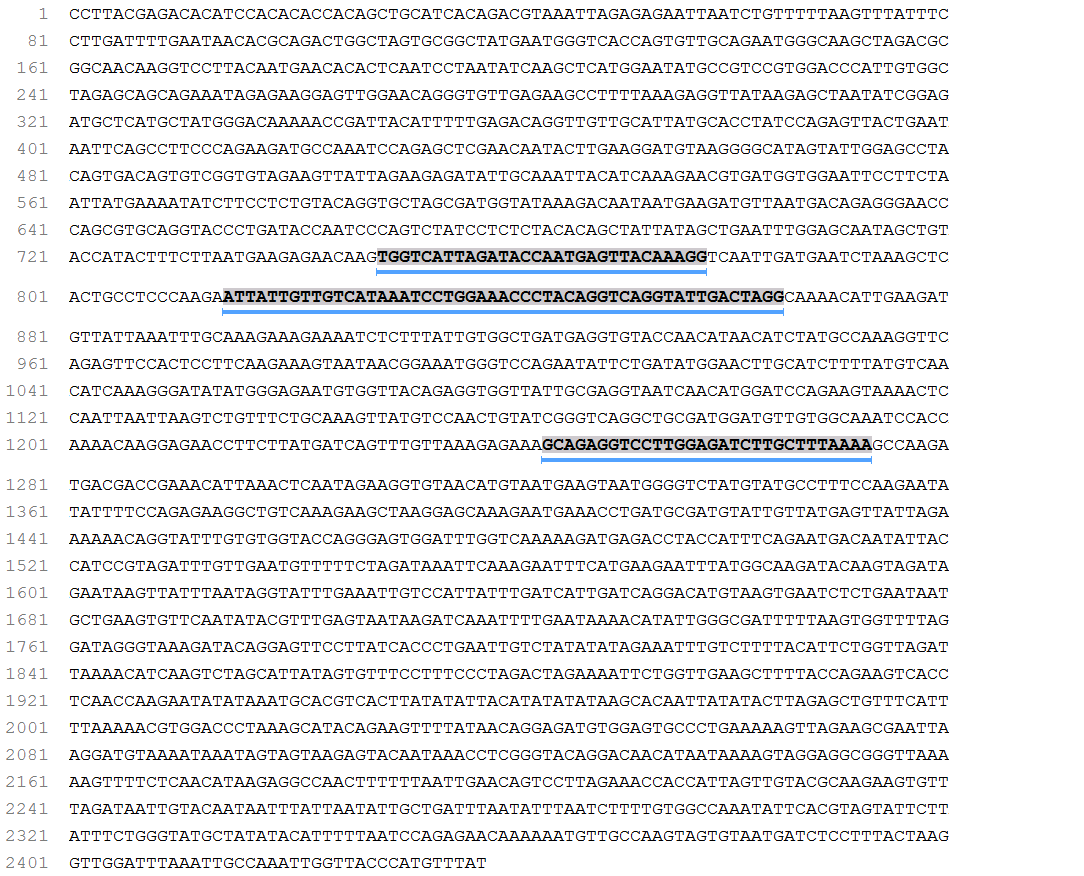 1 CCTTACGAGACACATCCACACACCACAGCTGCATCACAGACGTAAATTAGAGAGAATTAATCTGTTTTTAAGTTTATTTC
81 CTTGATTTTGAATAACACGCAGACTGGCTAGTGCGGCTATGAATGGGTCACCAGTGTTGCAGAATGGGCAAGCTAGACGC
161 GGCAACAAGGTCCTTACAATGAACACACTCAATCCTAATATCAAGCTCATGGAATATGCCGTCCGTGGACCCATTGTGGC
241 TAGAGCAGCAGAAATAGAGAAGGAGTTGGAACAGGGTGTTGAGAAGCCTTTTAAAGAGGTTATAAGAGCTAATATCGGAG
321 ATGCTCATGCTATGGGACAAAAACCGATTACATTTTTGAGACAGGTTGTTGCATTATGCACCTATCCAGAGTTACTGAAT
401 AATTCAGCCTTCCCAGAAGATGCCAAATCCAGAGCTCGAACAATACTTGAAGGATGTAAGGGGCATAGTATTGGAGCCTA
481 CAGTGACAGTGTCGGTGTAGAAGTTATTAGAAGAGATATTGCAAATTACATCAAAGAACGTGATGGTGGAATTCCTTCTA
561 ATTATGAAAATATCTTCCTCTGTACAGGTGCTAGCGATGGTATAAAGACAATAATGAAGATGTTAATGACAGAGGGAACC
641 CAGCGTGCAGGTACCCTGATACCAATCCCAGTCTATCCTCTCTACACAGCTATTATAGCTGAATTTGGAGCAATAGCTGT
721 ACCATACTTTCTTAATGAAGAGAACAAGTGGTCATTAGATACCAATGAGTTACAAAGGTCAATTGATGAATCTAAAGCTC
801 ACTGCCTCCCAAGAATTATTGTTGTCATAAATCCTGGAAACCCTACAGGTCAGGTATTGACTAGGCAAAACATTGAAGAT
881 GTTATTAAATTTGCAAAGAAAGAAAATCTCTTTATTGTGGCTGATGAGGTGTACCAACATAACATCTATGCCAAAGGTTC
961 AGAGTTCCACTCCTTCAAGAAAGTAATAACGGAAATGGGTCCAGAATATTCTGATATGGAACTTGCATCTTTTATGTCAA
1041 CATCAAAGGGATATATGGGAGAATGTGGTTACAGAGGTGGTTATTGCGAGGTAATCAACATGGATCCAGAAGTAAAACTC
1121 CAATTAATTAAGTCTGTTTCTGCAAAGTTATGTCCAACTGTATCGGGTCAGGCTGCGATGGATGTTGTGGCAAATCCACC
1201 AAAACAAGGAGAACCTTCTTATGATCAGTTTGTTAAAGAGAAAGCAGAGGTCCTTGGAGATCTTGCTTTAAAAGCCAAGA
1281 TGACGACCGAAACATTAAACTCAATAGAAGGTGTAACATGTAATGAAGTAATGGGGTCTATGTATGCCTTTCCAAGAATA
1361 TATTTTCCAGAGAAGGCTGTCAAAGAAGCTAAGGAGCAAAGAATGAAACCTGATGCGATGTATTGTTATGAGTTATTAGA
1441 AAAAACAGGTATTTGTGTGGTACCAGGGAGTGGATTTGGTCAAAAAGATGAGACCTACCATTTCAGAATGACAATATTAC
1521 CATCCGTAGATTTGTTGAATGTTTTTCTAGATAAATTCAAAGAATTTCATGAAGAATTTATGGCAAGATACAAGTAGATA
1601 GAATAAGTTATTTAATAGGTATTTGAAATTGTCCATTATTTGATCATTGATCAGGACATGTAAGTGAATCTCTGAATAAT
1681 GCTGAAGTGTTCAATATACGTTTGAGTAATAAGATCAAATTTTGAATAAAACATATTGGGCGATTTTTAAGTGGTTTTAG
1761 GATAGGGTAAAGATACAGGAGTTCCTTATCACCCTGAATTGTCTATATATAGAAATTTGTCTTTTACATTCTGGTTAGAT
1841 TAAAACATCAAGTCTAGCATTATAGTGTTTCCTTTCCCTAGACTAGAAAATTCTGGTTGAAGCTTTTACCAGAAGTCACC
1921 TCAACCAAGAATATATAAATGCACGTCACTTATATATTACATATATATAAGCACAATTATATACTTAGAGCTGTTTCATT
2001 TTAAAAACGTGGACCCTAAAGCATACAGAAGTTTTATAACAGGAGATGTGGAGTGCCCTGAAAAAGTTAGAAGCGAATTA
2081 AGGATGTAAAATAAATAGTAGTAAGAGTACAATAAACCTCGGGTACAGGACAACATAATAAAAGTAGGAGGCGGGTTAAA
2161 AAGTTTTCTCAACATAAGAGGCCAACTTTTTTAATTGAACAGTCCTTAGAAACCACCATTAGTTGTACGCAAGAAGTGTT
2241 TAGATAATTGTACAATAATTTATTAATATTGCTGATTTAATATTTAATCTTTTGTGGCCAAATATTCACGTAGTATTCTT
2321 ATTTCTGGGTATGCTATATACATTTTTAATCCAGAGAACAAAAAATGTTGCCAAGTAGTGTAATGATCTCCTTTACTAAG
2401 GTTGGATTTAAATTGCCAAATTGGTTACCCATGTTTAT